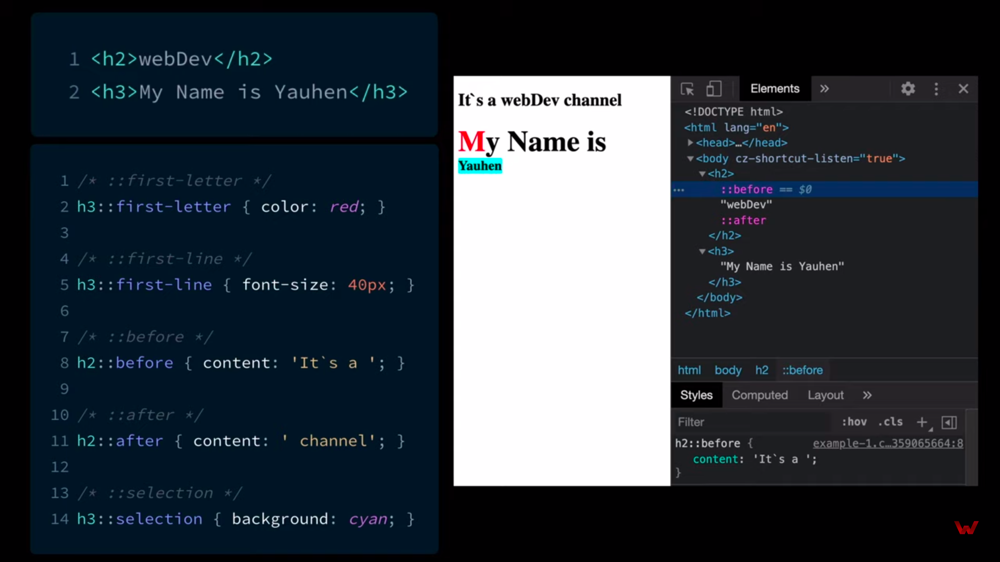 1 <h2>webDev</h2>
2 <h3>My Name is Yauhen</h3>
1 /* ::first-letter */
2 h3::first-letter { color: red; }
3
4 /* ::first-line */
5 h3::first-line { font-size: 40px; }
6
7 /* ::before */
8 h2::before { content: 'It`s a '; }
9
10 /* ::after */
11 h2::after { content: ' channel'; }
12
13 /* ::selection */
14 h3::selection { background: cyan; }
It`s a webDev channel
My Name is
Yauhen
Elements »
<!DOCTYPE html>
<html lang="en">
<head>…</head>
<body cz-shortcut-listen="true">
<h2>
… ::before == $0
"webDev"
::after
</h2>
<h3>
"My Name is Yauhen"
</h3>
</body>
</html>
html body h2 ::before
Styles Computed Layout »
Filter :hov .cls +
h2::before { example-1.c…359065664:8
content: 'It`s a ';
}
W